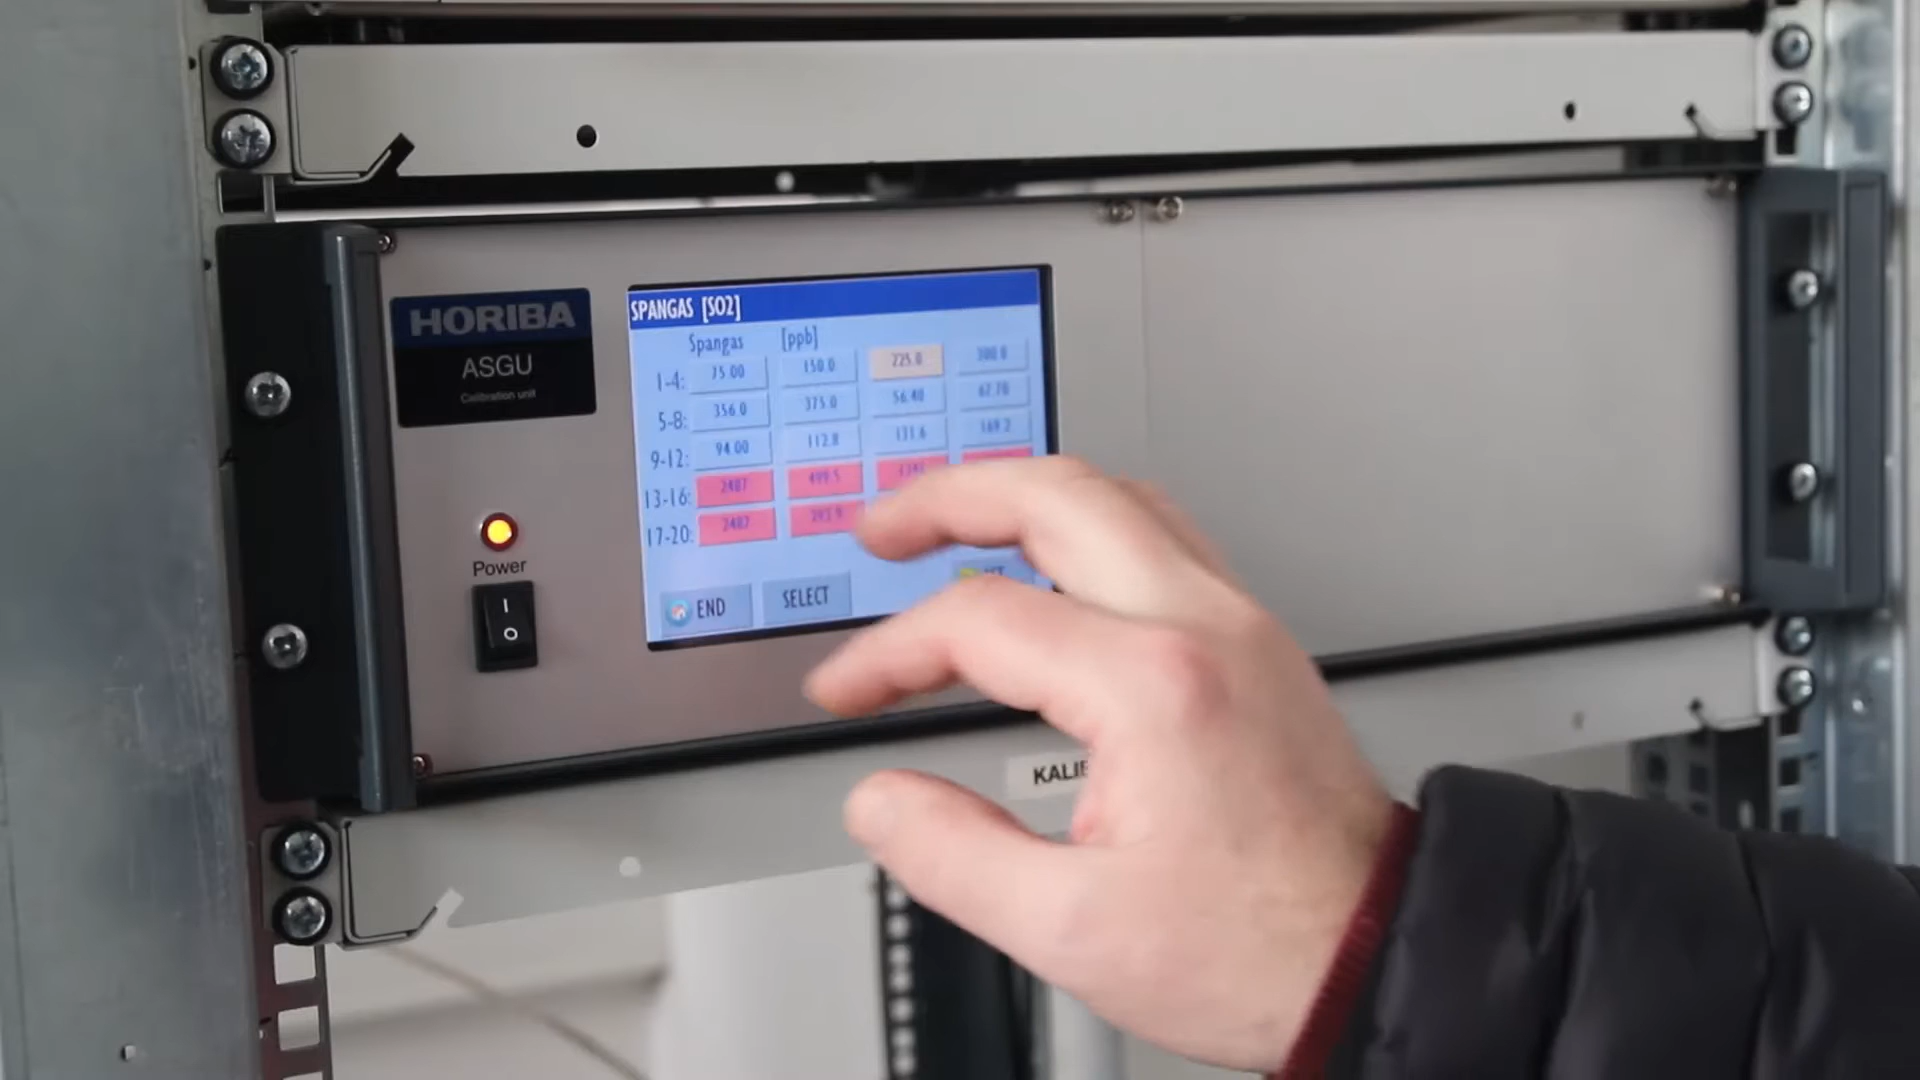 HORIBA
ASGU
Calibration unit
Power
I
O
SPANGAS [SO2]
Spangas [ppb]
1-4: 75.00 150.0 225.0 300.0
5-8: 356.0 375.0 56.40 67.70
9-12: 94.00 112.8 131.6 169.2
13-16: 2487 499.5
17-20: 2487 293.9
END SELECT